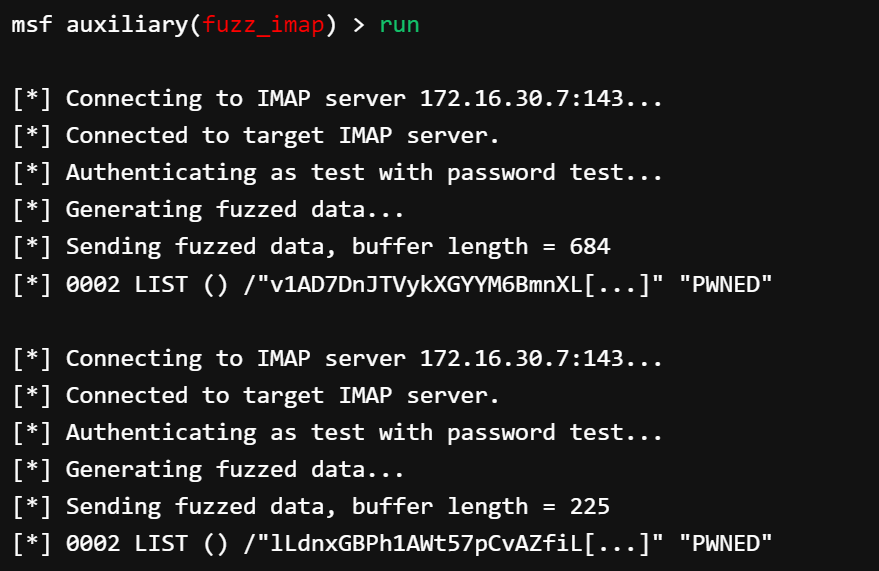 msf auxiliary(fuzz_imap) > run
[*] Connecting to IMAP server 172.16.30.7:143...
[*] Connected to target IMAP server.
[*] Authenticating as test with password test...
[*] Generating fuzzed data...
[*] Sending fuzzed data, buffer length = 684
[*] 0002 LIST () /"v1AD7DnJTVykXGYYM6BmnXL[...]" "PWNED"
[*] Connecting to IMAP server 172.16.30.7:143...
[*] Connected to target IMAP server.
[*] Authenticating as test with password test...
[*] Generating fuzzed data...
[*] Sending fuzzed data, buffer length = 225
[*] 0002 LIST () /"lLdnxGBPh1AWt57pCvAZfiL[...]" "PWNED"